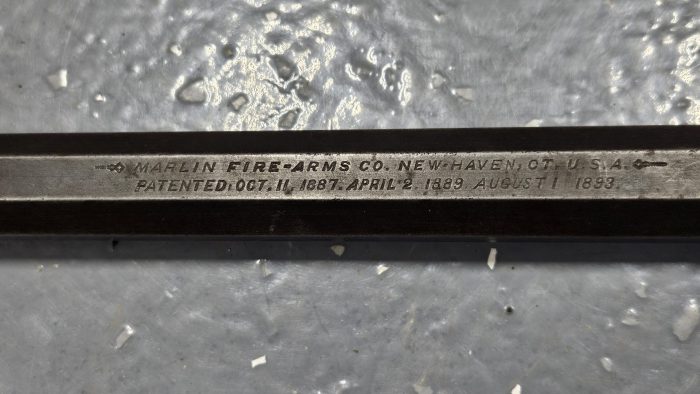 MARLIN FIRE-ARMS CO. NEW-HAVEN, CT. U.S.A.
PATENTED. OCT. 11. 1887. APRIL 2. 1889. AUGUST 1 1893.